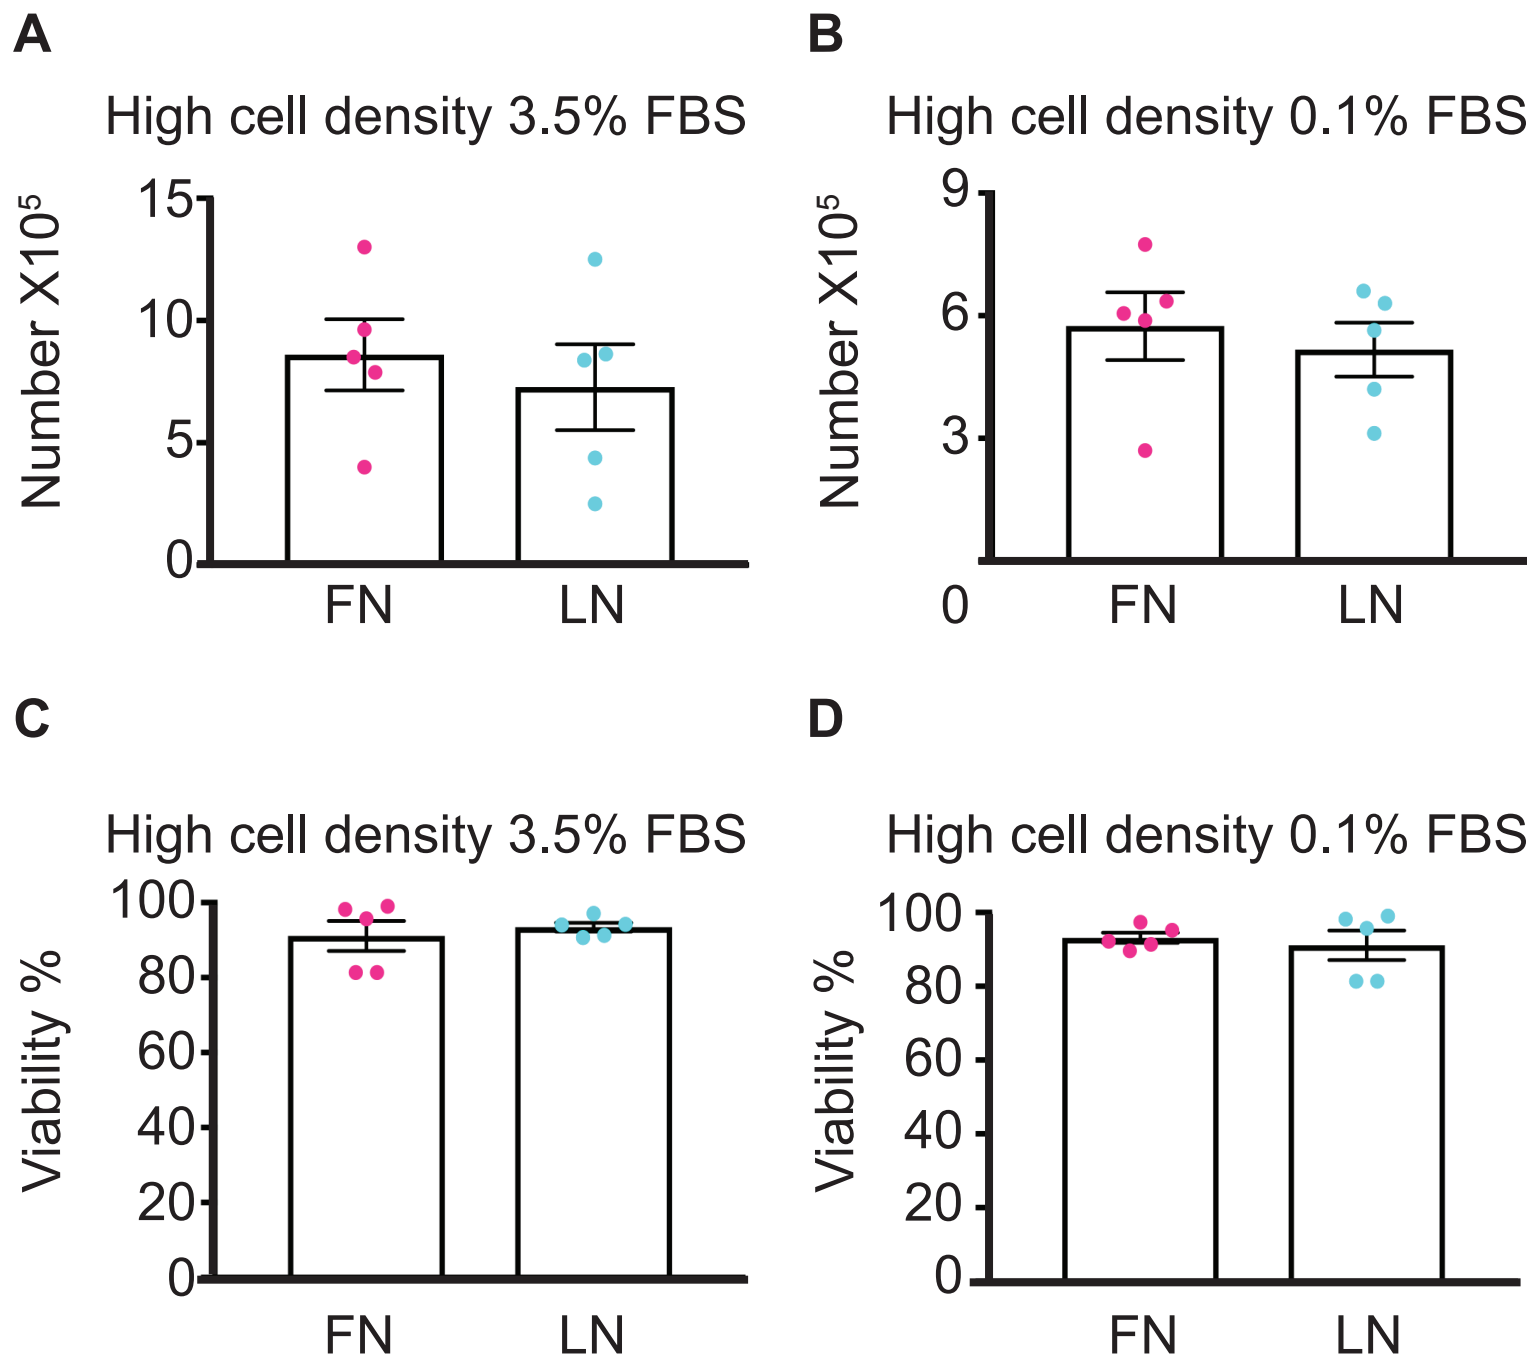 A
High cell density 3.5% FBS
Number X10⁵
15
10
5
0
FN LN
B
High cell density 0.1% FBS
Number X10⁵
9
6
3
0
FN LN
C
High cell density 3.5% FBS
Viability %
100
80
60
40
20
0
FN LN
D
High cell density 0.1% FBS
Viability %
100
80
60
40
20
0
FN LN